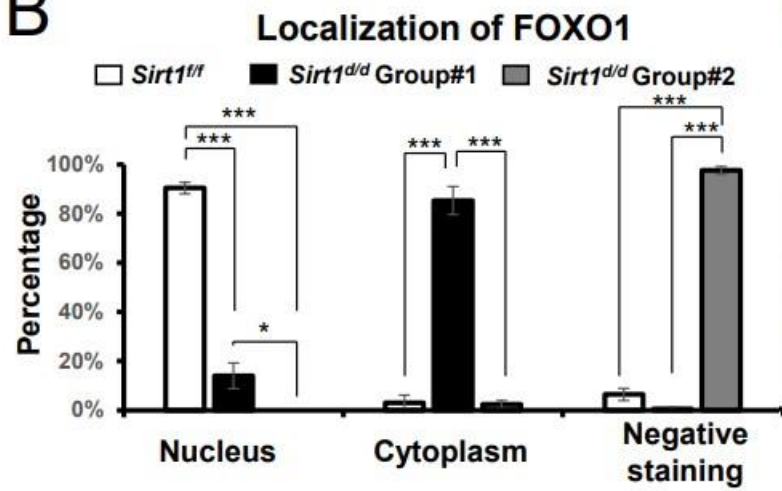 B
Localization of FOXO1
Sirt1f/f Sirt1d/d Group#1 Sirt1d/d Group#2
***
***
***
***
***
***
*
Percentage
100%
80%
60%
40%
20%
0%
Nucleus Cytoplasm Negative
staining